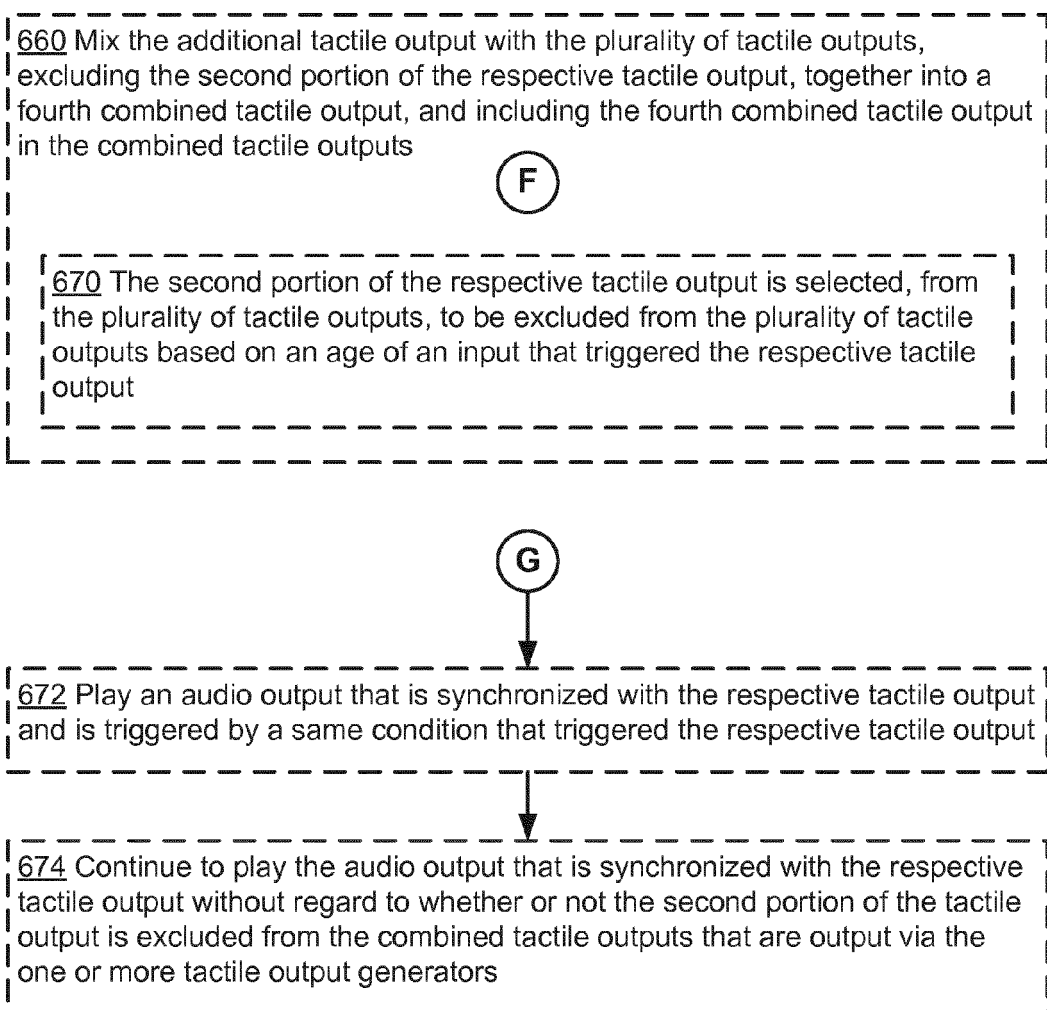 660 Mix the additional tactile output with the plurality of tactile outputs,
excluding the second portion of the respective tactile output, together into a
fourth combined tactile output, and including the fourth combined tactile output
in the combined tactile outputs
F
670 The second portion of the respective tactile output is selected, from
the plurality of tactile outputs, to be excluded from the plurality of tactile
outputs based on an age of an input that triggered the respective tactile
output
G
672 Play an audio output that is synchronized with the respective tactile output
and is triggered by a same condition that triggered the respective tactile output
674 Continue to play the audio output that is synchronized with the respective
tactile output without regard to whether or not the second portion of the tactile
output is excluded from the combined tactile outputs that are output via the
one or more tactile output generators